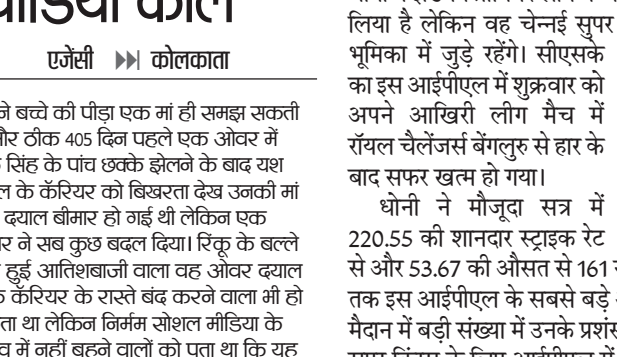 एजेंसी कोलकाता
ने बच्चे की पीड़ा एक मां ही समझ सकती
और ठीक 405 दिन पहले एक ओवर में
सिंह के पांच छक्के झेलने के बाद यश
के कॅरियर को बिखरता देख उनकी मां
दयाल बीमार हो गई थी लेकिन एक
ने सब कुछ बदल दिया। रिंकू के बल्ले
हुई आतिशबाजी वाला वह ओवर दयाल
कॅरियर के रास्ते बंद करने वाला भी हो
था लेकिन निर्मम सोशल मीडिया के
में नहीं बहने वालों को पता था कि यह
लिया है लेकिन वह चेन्नई सुपर
भूमिका में जुड़े रहेंगे। सीएसके
का इस आईपीएल में शुक्रवार को
अपने आखिरी लीग मैच में
रॉयल चैलेंजर्स बेंगलुरु से हार के
बाद सफर खत्म हो गया।
धोनी ने मौजूदा सत्र में
220.55 की शानदार स्ट्राइक रेट
से और 53.67 की औसत से 161
तक इस आईपीएल के सबसे बड़े
मैदान में बड़ी संख्या में उनके